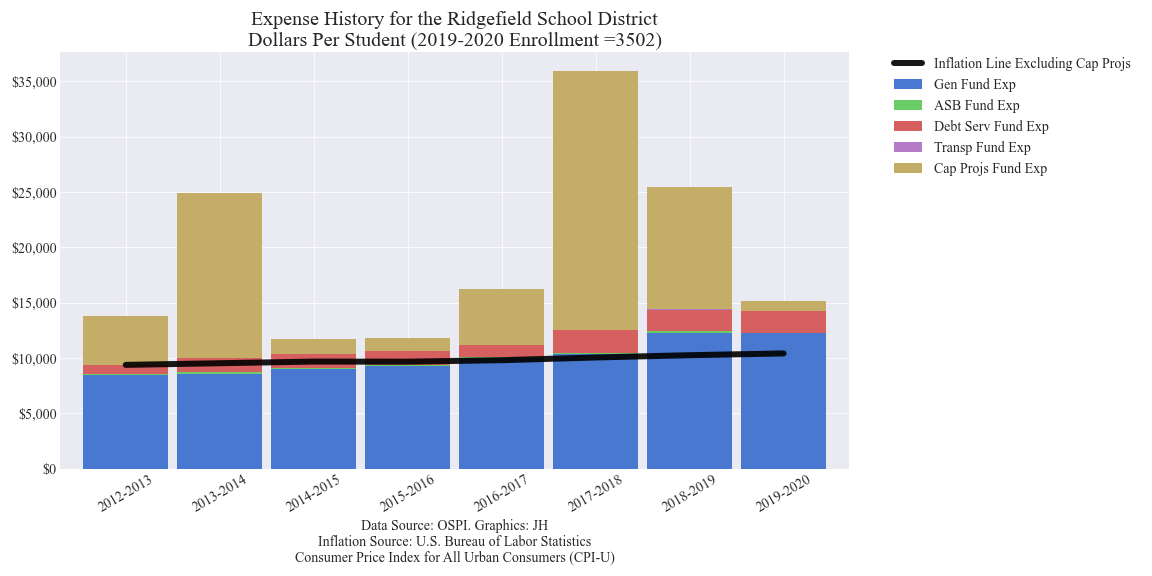 Expense History for the Ridgefield School District
Dollars Per Student (2019-2020 Enrollment =3502)
Inflation Line Excluding Cap Projs
Gen Fund Exp
ASB Fund Exp
Debt Serv Fund Exp
Transp Fund Exp
Cap Projs Fund Exp
$35,000
$30,000
$25,000
$20,000
$15,000
$10,000
$5,000
$0
2012-2013
2013-2014
2014-2015
2015-2016
2016-2017
2017-2018
2018-2019
2019-2020
Data Source: OSPI. Graphics: JH
Inflation Source: U.S. Bureau of Labor Statistics
Consumer Price Index for All Urban Consumers (CPI-U)